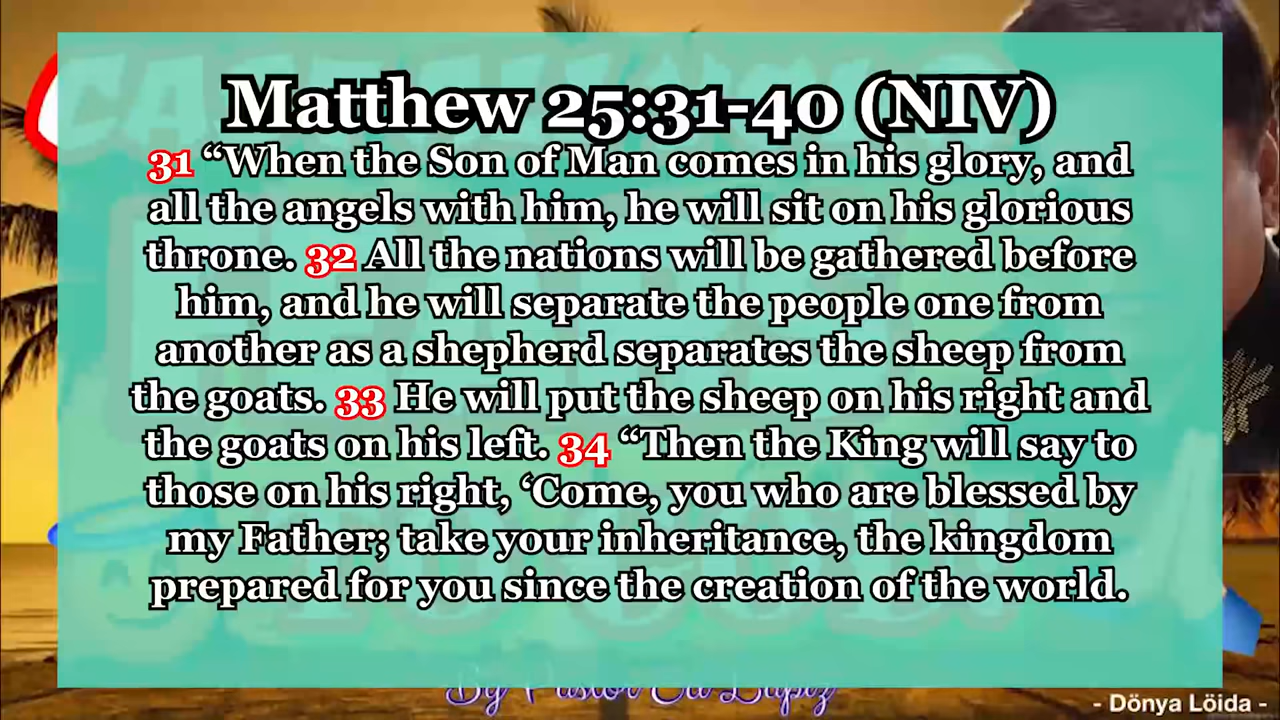 Matthew 25:31-40 (NIV)
31 “When the Son of Man comes in his glory, and
all the angels with him, he will sit on his glorious
throne. 32 All the nations will be gathered before
him, and he will separate the people one from
another as a shepherd separates the sheep from
the goats. 33 He will put the sheep on his right and
the goats on his left. 34 “Then the King will say to
those on his right, ‘Come, you who are blessed by
my Father; take your inheritance, the kingdom
prepared for you since the creation of the world.
By Pastor Ed Lapiz
- Dönya Löida -